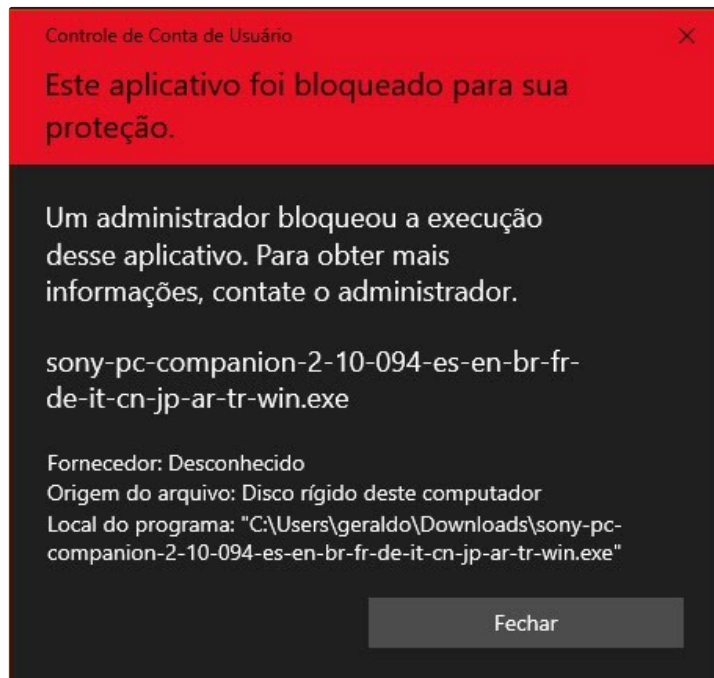 Controle de Conta de Usuário
Este aplicativo foi bloqueado para sua
proteção.
Um administrador bloqueou a execução
desse aplicativo. Para obter mais
informações, contate o administrador.
sony-pc-companion-2-10-094-es-en-br-fr-
de-it-cn-jp-ar-tr-win.exe
Fornecedor: Desconhecido
Origem do arquivo: Disco rígido deste computador
Local do programa: "C:\Users\geraldo\Downloads\sony-pc-
companion-2-10-094-es-en-br-fr-de-it-cn-jp-ar-tr-win.exe"
Fechar